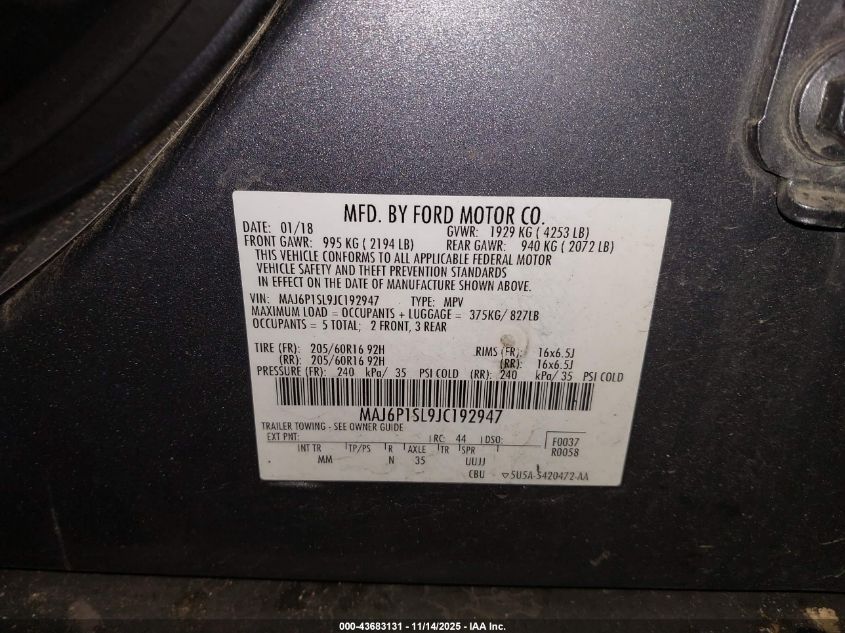 MFD. BY FORD MOTOR CO.
DATE: 01/18 GVWR: 1929 KG ( 4253 LB)
FRONT GAWR: 995 KG ( 2194 LB) REAR GAWR: 940 KG ( 2072 LB)
THIS VEHICLE CONFORMS TO ALL APPLICABLE FEDERAL MOTOR
VEHICLE SAFETY AND THEFT PREVENTION STANDARDS
IN EFFECT ON THE DATE OF MANUFACTURE SHOWN ABOVE.
VIN: MAJ6P1SL9JC192947 TYPE: MPV
MAXIMUM LOAD = OCCUPANTS + LUGGAGE = 375KG/ 827LB
OCCUPANTS = 5 TOTAL; 2 FRONT, 3 REAR
TIRE (FR): 205/60R16 92H RIMS (FR): 16x6.5J
(RR): 205/60R16 92H (RR): 16x6.5J
PRESSURE (FR): 240 kPa/ 35 PSI COLD (RR): 240 kPa/ 35 PSI COLD
MAJ6P1SL9JC192947
TRAILER TOWING - SEE OWNER GUIDE
EXT PNT: RC: 44 DSO: F0037
INT TR TP/PS R AXLE TR SPR R0058
MM N 35 UUJJ
CBU 5U5A-5420472-AA
000-43683131 - 11/14/2025 - IAA Inc.